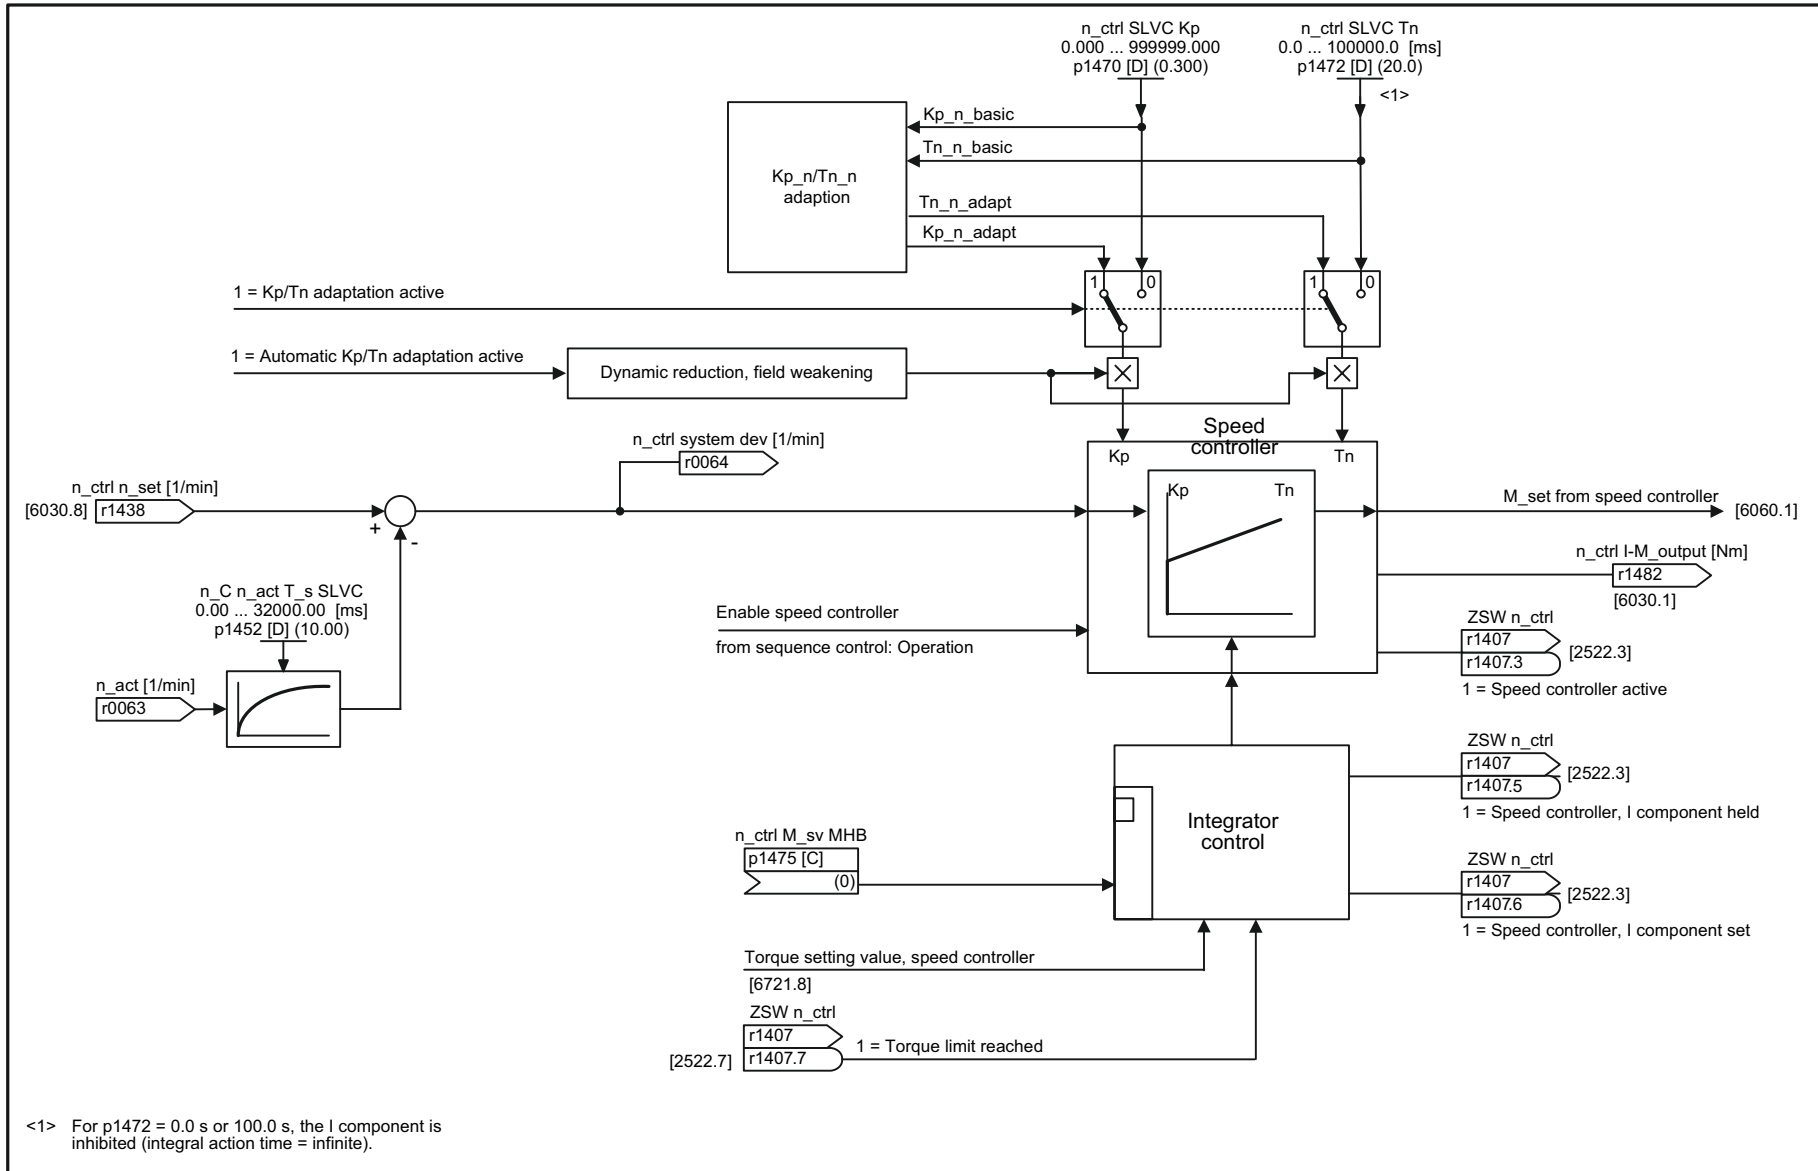 n_ctrl SLVC Kp
0.000 ... 999999.000
p1470 [D] (0.300)
n_ctrl SLVC Tn
0.0 ... 100000.0 [ms]
p1472 [D] (20.0)
<1>
Kp_n_basic
Tn_n_basic
Kp_n/Tn_n
adaption
Tn_n_adapt
Kp_n_adapt
1
0
1
0
1 = Kp/Tn adaptation active
1 = Automatic Kp/Tn adaptation active
Dynamic reduction, field weakening
Speed
controller
n_ctrl system dev [1/min]
r0064
Kp
Tn
n_ctrl n_set [1/min]
[6030.8]
r1438
+
-
Kp
Tn
M_set from speed controller
[6060.1]
n_ctrl I-M_output [Nm]
r1482
[6030.1]
n_C n_act T_s SLVC
0.00 ... 32000.00 [ms]
p1452 [D] (10.00)
Enable speed controller
from sequence control: Operation
ZSW n_ctrl
r1407
r1407.3
[2522.3]
1 = Speed controller active
n_act [1/min]
r0063
ZSW n_ctrl
r1407
r1407.5
[2522.3]
1 = Speed controller, I component held
Integrator
control
n_ctrl M_sv MHB
p1475 [C]
(0)
ZSW n_ctrl
r1407
r1407.6
[2522.3]
1 = Speed controller, I component set
Torque setting value, speed controller
[6721.8]
ZSW n_ctrl
r1407
[2522.7]
r1407.7
1 = Torque limit reached
<1> For p1472 = 0.0 s or 100.0 s, the I component is
inhibited (integral action time = infinite).